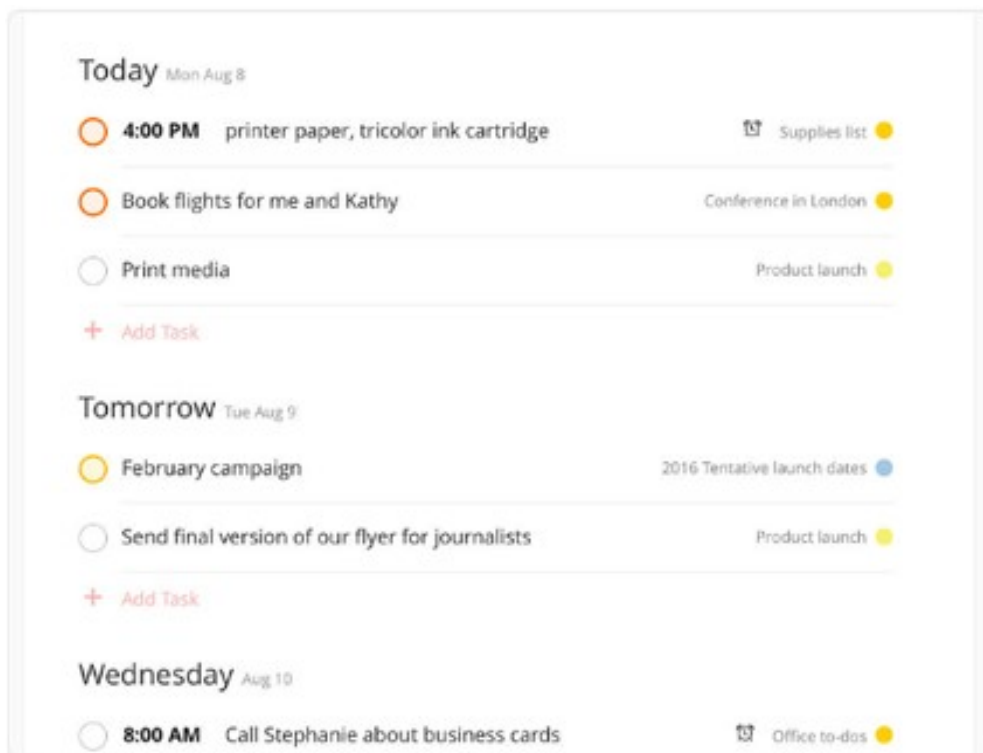 Today Mon Aug 8
4:00 PM printer paper, tricolor ink cartridge Supplies list
Book flights for me and Kathy Conference in London
Print media Product launch
+ Add Task
Tomorrow Tue Aug 9
February campaign 2016 Tentative launch dates
Send final version of our flyer for journalists Product launch
+ Add Task
Wednesday Aug 10
8:00 AM Call Stephanie about business cards Office to-dos